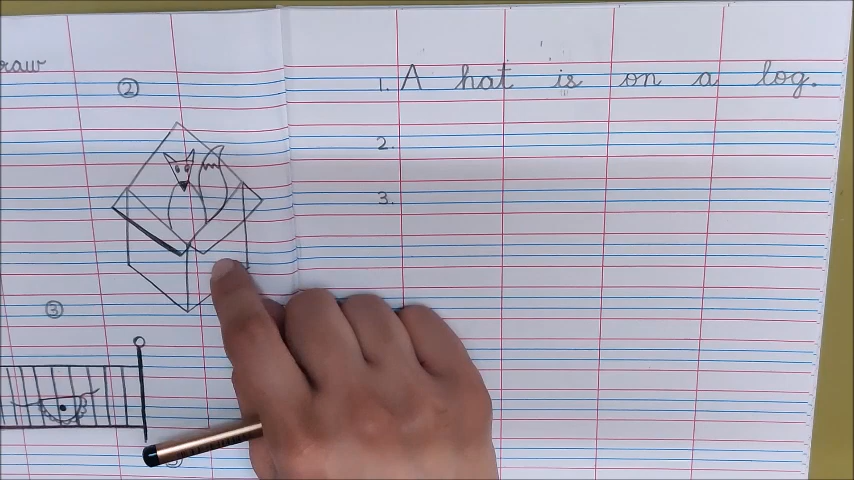 raw
②
1. A hat is on a log.
2.
3.
③